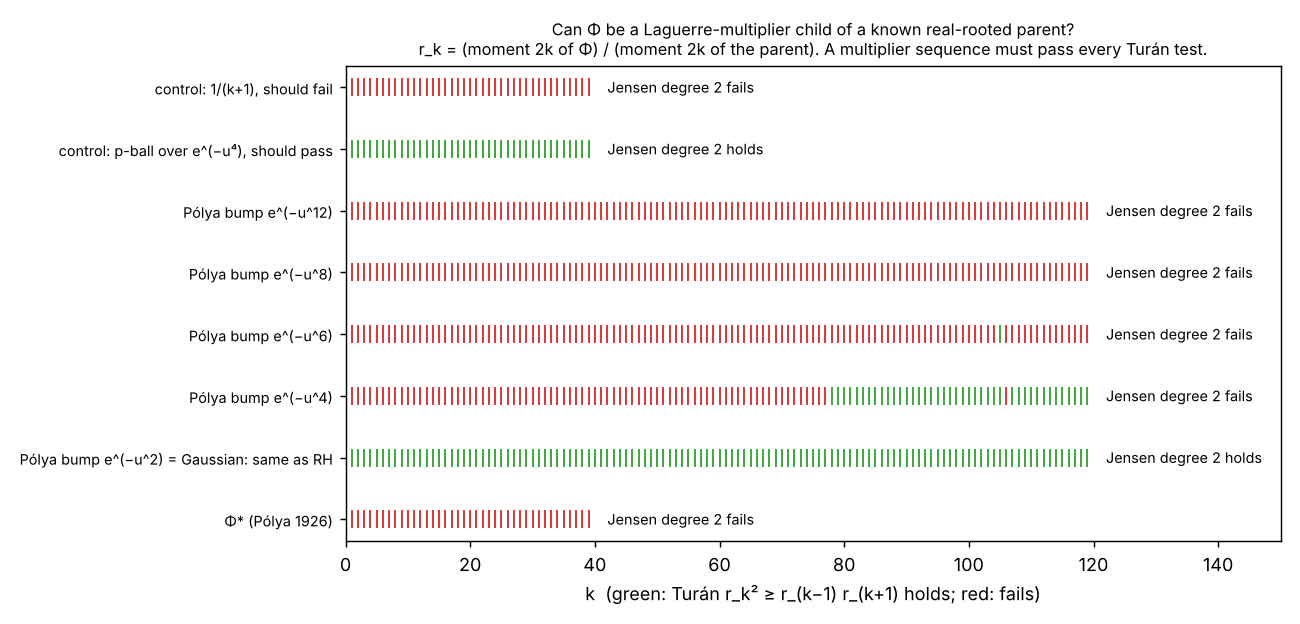 Can Φ be a Laguerre-multiplier child of a known real-rooted parent?
r_k = (moment 2k of Φ) / (moment 2k of the parent). A multiplier sequence must pass every Turán test.
control: 1/(k+1), should fail
Jensen degree 2 fails
control: p-ball over e^(−u⁴), should pass
Jensen degree 2 holds
Pólya bump e^(−u^12)
Jensen degree 2 fails
Pólya bump e^(−u^8)
Jensen degree 2 fails
Pólya bump e^(−u^6)
Jensen degree 2 fails
Pólya bump e^(−u^4)
Jensen degree 2 fails
Pólya bump e^(−u^2) = Gaussian: same as RH
Jensen degree 2 holds
Φ* (Pólya 1926)
Jensen degree 2 fails
0 20 40 60 80 100 120 140
k (green: Turán r_k² ≥ r_(k−1) r_(k+1) holds; red: fails)